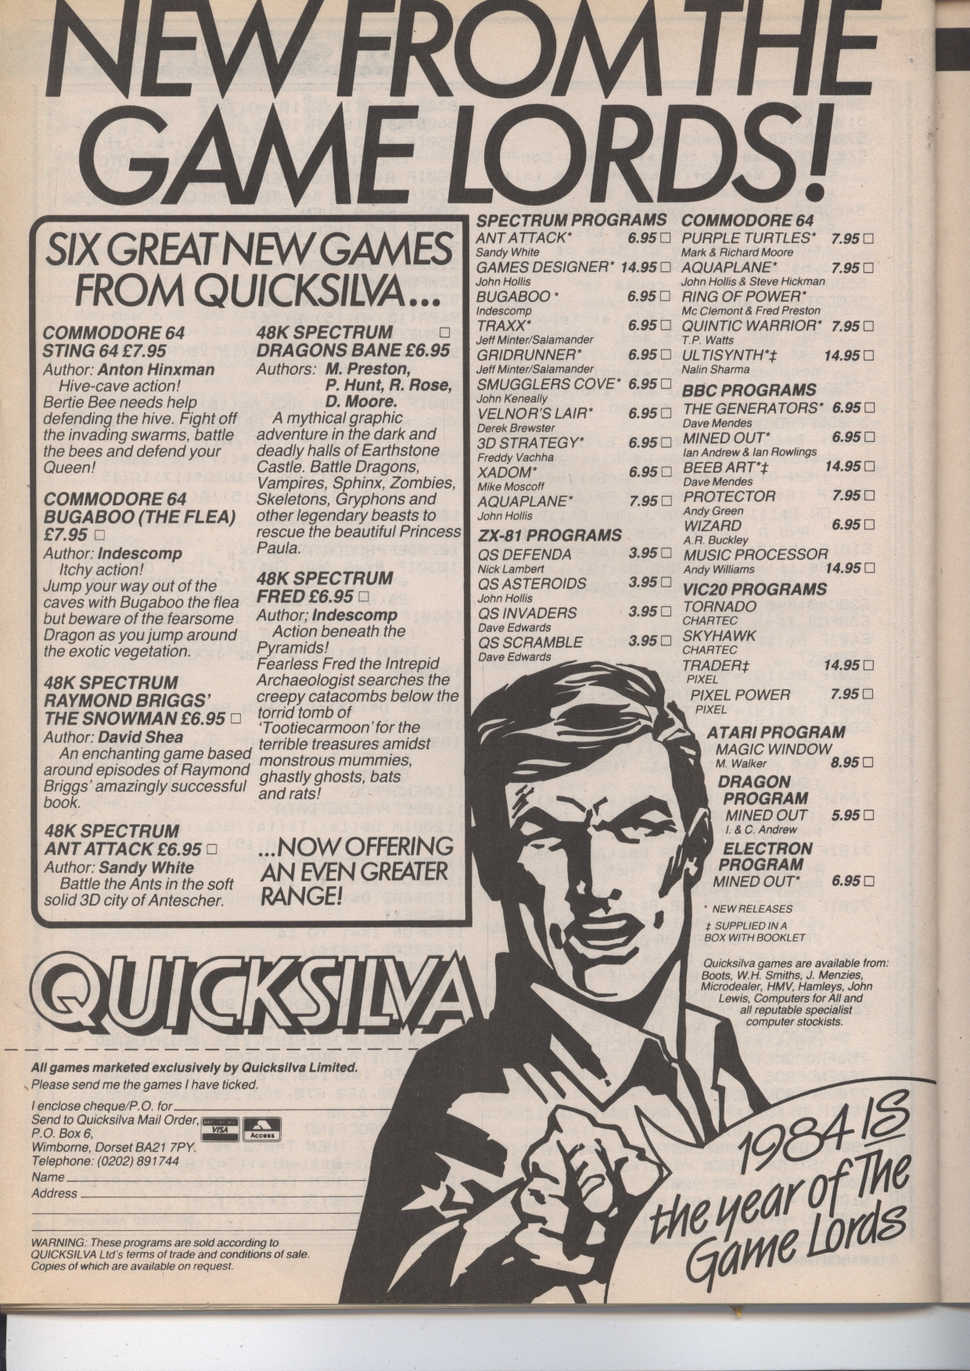 NEW FROM THE
GAME LORDS!
SIX GREAT NEW GAMES
FROM QUICKSILVA...
COMMODORE 64
STING 64 £7.95
Author: Anton Hinxman
Hive-cave action!
Bertie Bee needs help
defending the hive. Fight off
the invading swarms, battle
the bees and defend your
Queen!
COMMODORE 64
BUGABOO (THE FLEA)
£7.95 □
Author: Indescomp
Itchy action!
Jump your way out of the
caves with Bugaboo the flea
but beware of the fearsome
Dragon as you jump around
the exotic vegetation.
48K SPECTRUM
RAYMOND BRIGGS'
THE SNOWMAN £6.95 □
Author: David Shea
An enchanting game based
around episodes of Raymond
Briggs' amazingly successful
book.
48K SPECTRUM
ANT ATTACK £6.95 □
Author: Sandy White
Battle the Ants in the soft
solid 3D city of Antescher.
48K SPECTRUM □
DRAGONS BANE £6.95
Authors: M. Preston,
P. Hunt, R. Rose,
D. Moore.
A mythical graphic
adventure in the dark and
deadly halls of Earthstone
Castle. Battle Dragons,
Vampires, Sphinx, Zombies,
Skeletons, Gryphons and
other legendary beasts to
rescue the beautiful Princess
Paula.
48K SPECTRUM
FRED £6.95 □
Author; Indescomp
Action beneath the
Pyramids!
Fearless Fred the Intrepid
Archaeologist searches the
creepy catacombs below the
torrid tomb of
'Tootiecarmoon' for the
terrible treasures amidst
monstrous mummies,
ghastly ghosts, bats
and rats!
...NOW OFFERING
AN EVEN GREATER
RANGE!
SPECTRUM PROGRAMS
ANT ATTACK* 6.95 □
Sandy White
GAMES DESIGNER* 14.95 □
John Hollis
BUGABOO * 6.95 □
Indescomp
TRAXX* 6.95 □
Jeff Minter/Salamander
GRIDRUNNER* 6.95 □
Jeff Minter/Salamander
SMUGGLERS COVE* 6.95 □
John Keneally
VELNOR'S LAIR* 6.95 □
Derek Brewster
3D STRATEGY* 6.95 □
Freddy Vachha
XADOM* 6.95 □
Mike Moscoff
AQUAPLANE* 7.95 □
John Hollis
ZX-81 PROGRAMS
QS DEFENDA 3.95 □
Nick Lambert
QS ASTEROIDS 3.95 □
John Hollis
QS INVADERS 3.95 □
Dave Edwards
QS SCRAMBLE 3.95 □
Dave Edwards
COMMODORE 64
PURPLE TURTLES* 7.95 □
Mark & Richard Moore
AQUAPLANE* 7.95 □
John Hollis & Steve Hickman
RING OF POWER*
Mc Clemont & Fred Preston
QUINTIC WARRIOR* 7.95 □
T.P. Watts
ULTISYNTH*‡ 14.95 □
Nalin Sharma
BBC PROGRAMS
THE GENERATORS* 6.95 □
Dave Mendes
MINED OUT* 6.95 □
Ian Andrew & Ian Rowlings
BEEB ART*‡ 14.95 □
Dave Mendes
PROTECTOR 7.95 □
Andy Green
WIZARD 6.95 □
A.R. Buckley
MUSIC PROCESSOR
Andy Williams 14.95 □
VIC20 PROGRAMS
TORNADO
CHARTEC
SKYHAWK
CHARTEC
TRADER‡ 14.95 □
PIXEL
PIXEL POWER 7.95 □
PIXEL
ATARI PROGRAM
MAGIC WINDOW
M. Walker 8.95 □
DRAGON
PROGRAM
MINED OUT 5.95 □
I. & C. Andrew
ELECTRON
PROGRAM
MINED OUT* 6.95 □
* NEW RELEASES
‡ SUPPLIED IN A
BOX WITH BOOKLET
Quicksilva games are available from:
Boots, W.H. Smiths, J. Menzies,
Microdealer, HMV, Hamleys, John
Lewis, Computers for All and
all reputable specialist
computer stockists.
QUICKSILVA
All games marketed exclusively by Quicksilva Limited.
Please send me the games I have ticked.
I enclose cheque/P.O. for
Send to Quicksilva Mail Order,
P.O. Box 6,
Wimborne, Dorset BA21 7PY.
Telephone: (0202) 891744
VISA
Access
Name
Address
WARNING: These programs are sold according to
QUICKSILVA Ltd's terms of trade and conditions of sale.
Copies of which are available on request.
1984 IS
the year of The
Game Lords